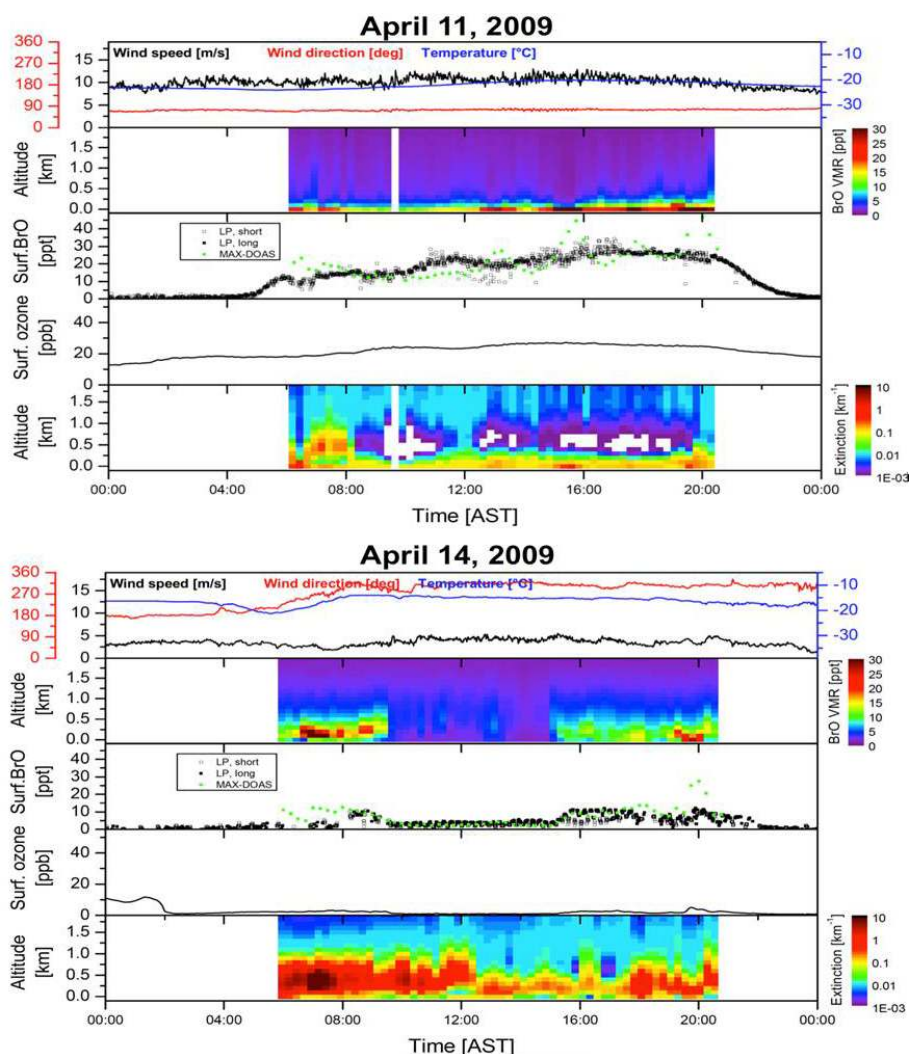 April 11, 2009
Wind speed [m/s] Wind direction [deg] Temperature [°C]
360
270
180
90
0
15
10
5
0
-10
-20
-30
Altitude
[km]
1.5
1.0
0.5
0.0
BrO VMR [ppt]
30
25
20
15
10
5
0
Surf.BrO
[ppt]
40
30
20
10
0
LP, short
LP, long
MAX-DOAS
Surf. ozone
[ppb]
40
20
0
Altitude
[km]
1.5
1.0
0.5
0.0
Extinction [km⁻¹]
10
1
0.1
0.01
1E-03
00:00 04:00 08:00 12:00 16:00 20:00 00:00
Time [AST]
April 14, 2009
Wind speed [m/s] Wind direction [deg] Temperature [°C]
360
270
180
90
0
15
10
5
0
-10
-20
-30
Altitude
[km]
1.5
1.0
0.5
0.0
BrO VMR [ppt]
30
25
20
15
10
5
0
Surf.BrO
[ppt]
40
30
20
10
0
LP, short
LP, long
MAX-DOAS
Surf. ozone
[ppb]
40
20
0
Altitude
[km]
1.5
1.0
0.5
0.0
Extinction [km⁻¹]
10
1
0.1
0.01
1E-03
00:00 04:00 08:00 12:00 16:00 20:00 00:00
Time [AST]